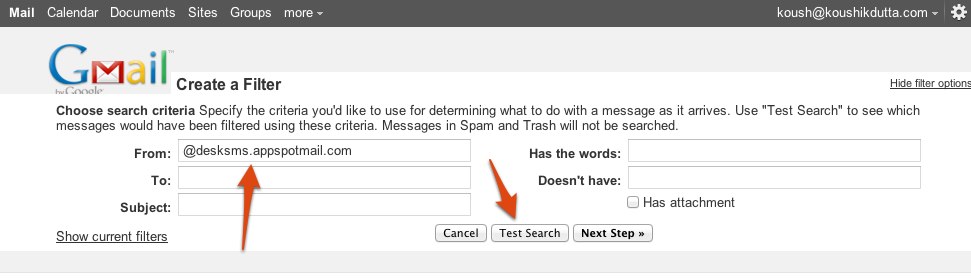 Mail Calendar Documents Sites Groups more koush@koushikdutta.com
Gmail™
by Google
Create a Filter
Hide filter options
Choose search criteria Specify the criteria you'd like to use for determining what to do with a message as it arrives. Use "Test Search" to see which
messages would have been filtered using these criteria. Messages in Spam and Trash will not be searched.
From: @desksms.appspotmail.com Has the words:
To: Doesn't have:
Subject: Has attachment
Show current filters Cancel Test Search Next Step »